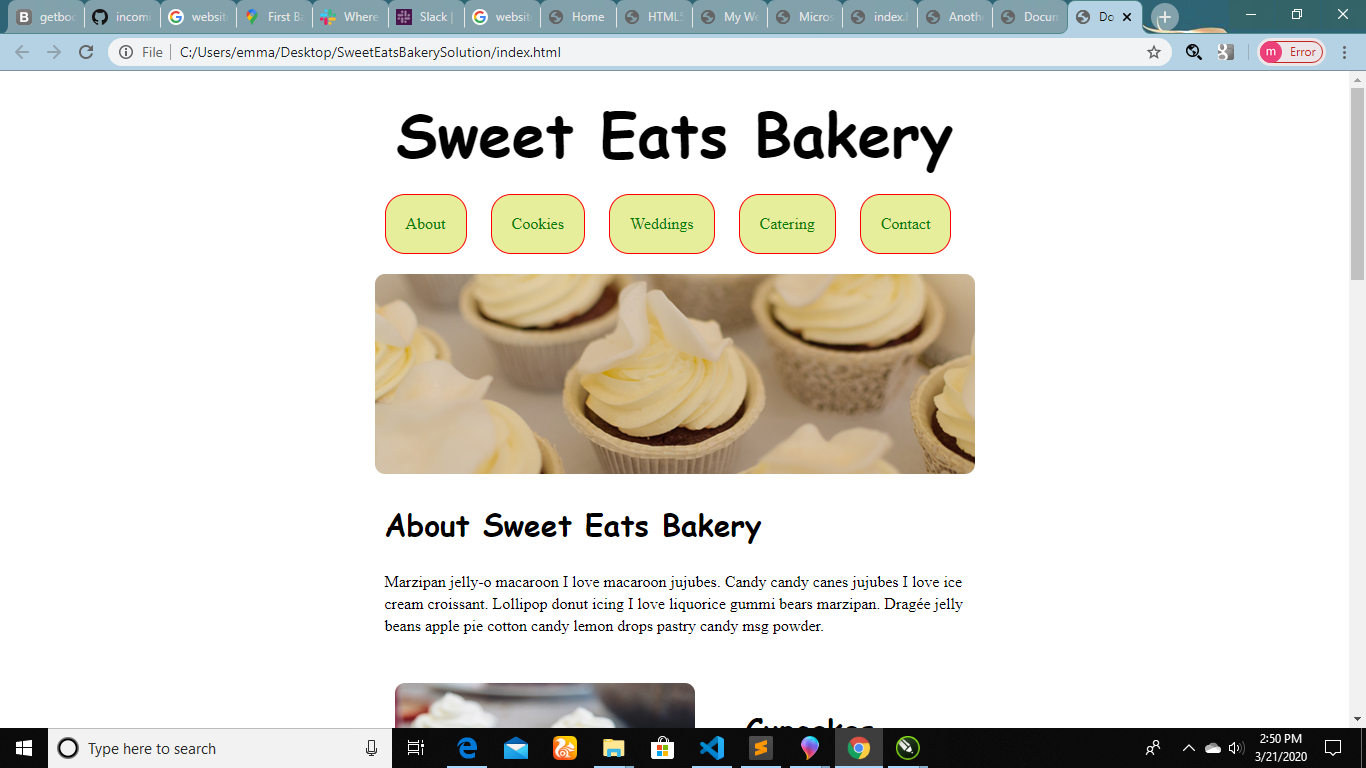 getboo
incomi
websit
First Ba
Where
Slack |
websit
Home
HTML5
My We
Micros
index.l
Anoth
Docum
Do
File
C:/Users/emma/Desktop/SweetEatsBakerySolution/index.html
m
Error
Sweet Eats Bakery
About
Cookies
Weddings
Catering
Contact
About Sweet Eats Bakery
Marzipan jelly-o macaroon I love macaroon jujubes. Candy candy canes jujubes I love ice
cream croissant. Lollipop donut icing I love liquorice gummi bears marzipan. Dragée jelly
beans apple pie cotton candy lemon drops pastry candy msg powder.
Cupcakes
Type here to search
2:50 PM
3/21/2020